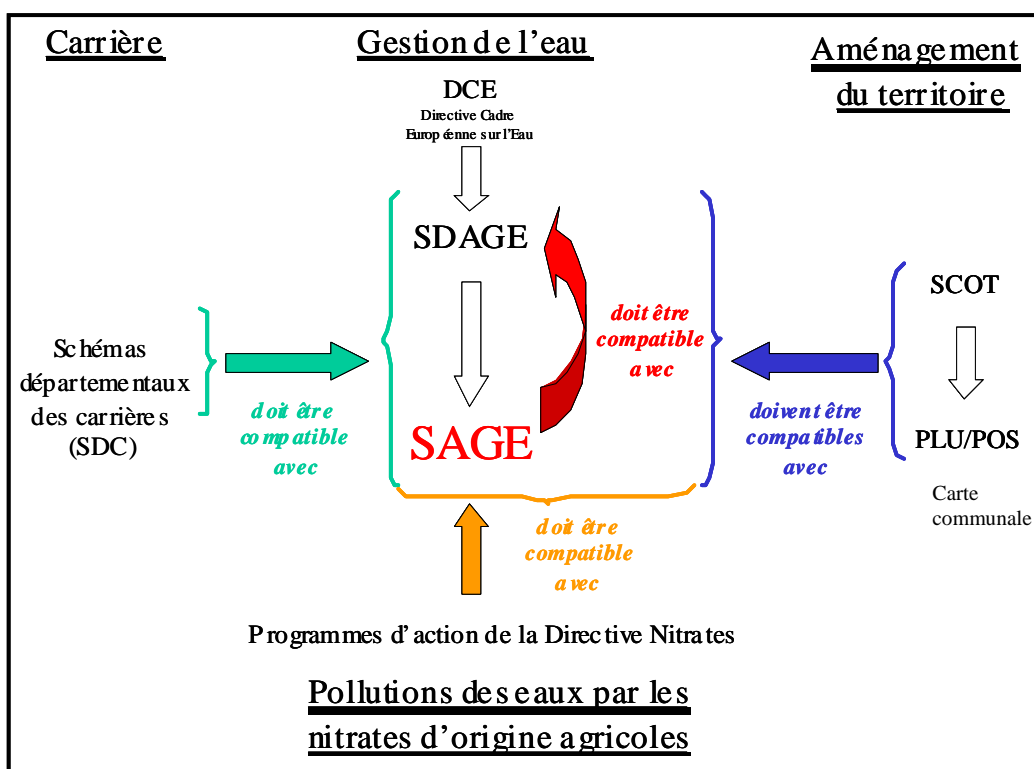 Carrière
Gestion de l'eau
Aménagement
du territoire
DCE
Directive Cadre
Européenne sur l'Eau
SDAGE
SAGE
doit être
compatible
avec
Schémas
départementaux
des carrières
(SDC)
doit être
compatible
avec
doivent être
compatibles
avec
SCOT
PLU/POS
Carte
communale
doit être
compatible
avec
Programmes d'action de la Directive Nitrates
Pollutions des eaux par les
nitrates d'origine agricoles